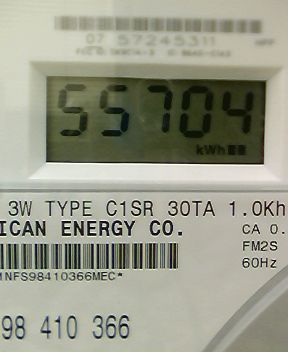 07 57245311
55704
kWh
3W TYPE C1SR 30TA 1.0Kh
ICAN ENERGY CO.
CA 0.
FM2S
60Hz
MNFS98410366MEC*
98 410 366